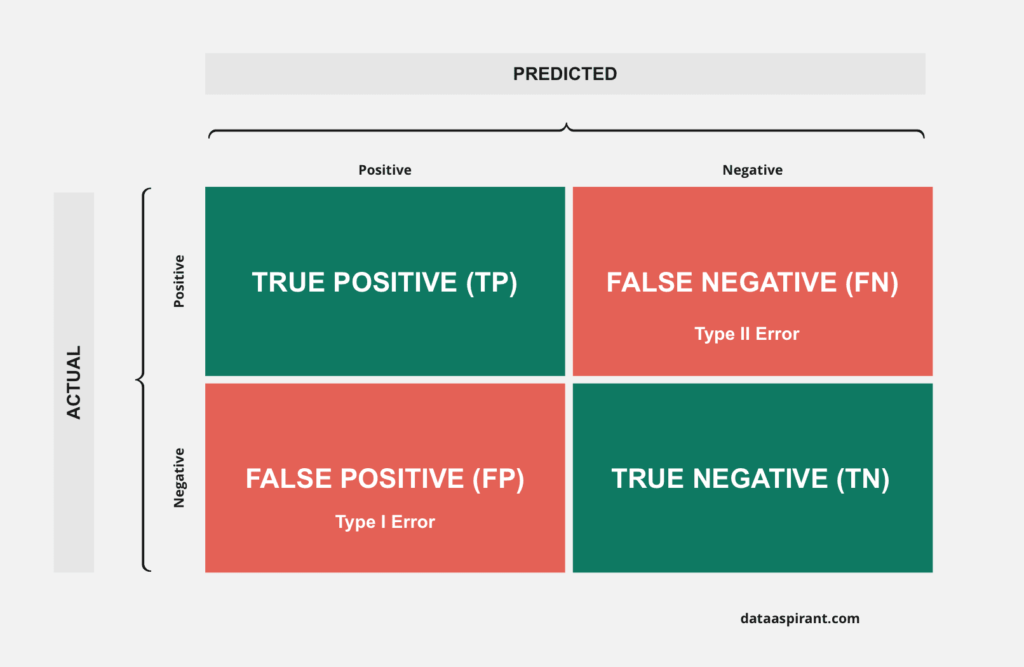 PREDICTED
Positive
Negative
ACTUAL
Positive
TRUE POSITIVE (TP)
FALSE NEGATIVE (FN)
Type II Error
Negative
FALSE POSITIVE (FP)
Type I Error
TRUE NEGATIVE (TN)
dataaspirant.com